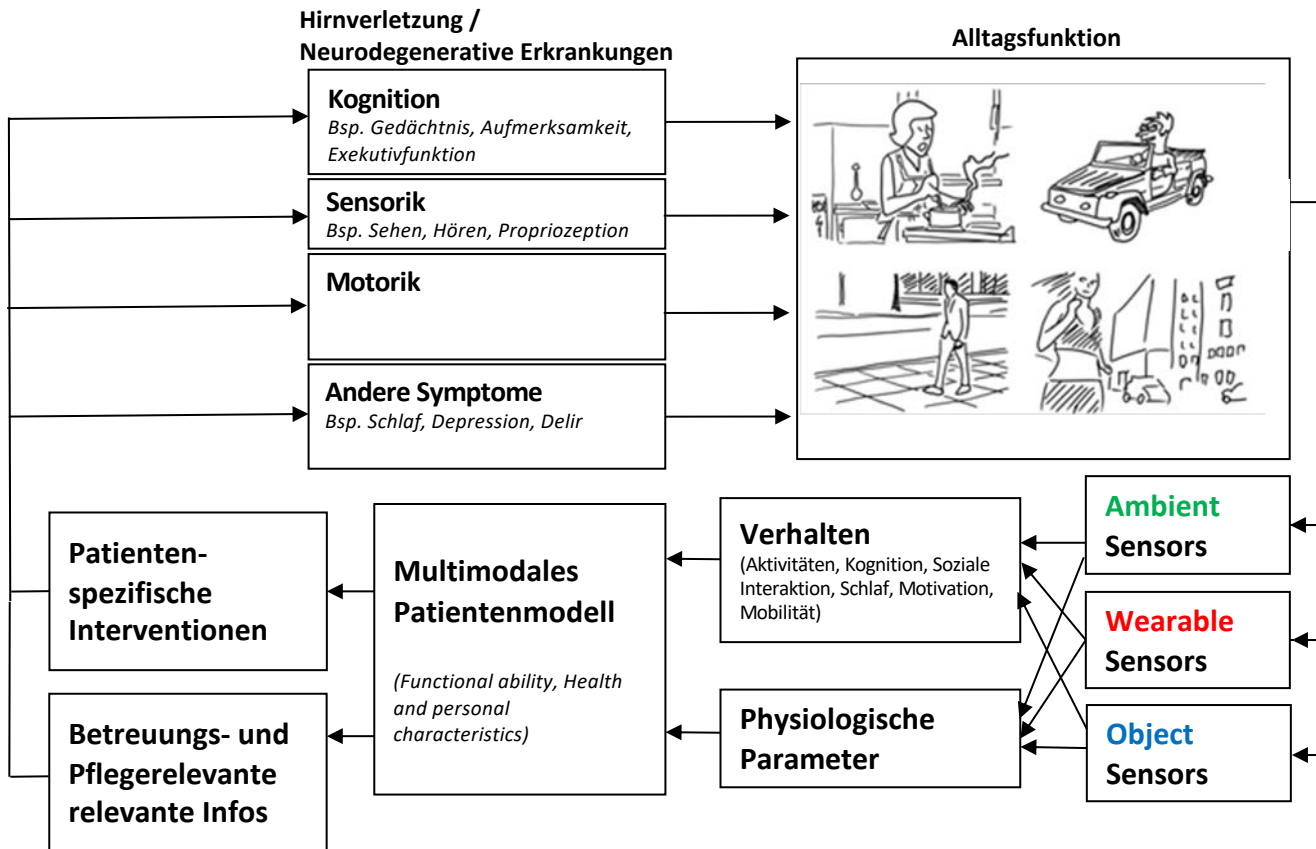 Hirnverletzung /
Neurodegenerative Erkrankungen
Alltagsfunktion
Kognition
Bsp. Gedächtnis, Aufmerksamkeit,
Exekutivfunktion
Sensorik
Bsp. Sehen, Hören, Propriozeption
Motorik
Andere Symptome
Bsp. Schlaf, Depression, Delir
Patienten-
spezifische
Interventionen
Betreuungs- und
Pflegerelevante
relevante Infos
Multimodales
Patientenmodell
(Functional ability, Health
and personal
characteristics)
Verhalten
(Aktivitäten, Kognition, Soziale
Interaktion, Schlaf, Motivation,
Mobilität)
Physiologische
Parameter
Ambient
Sensors
Wearable
Sensors
Object
Sensors